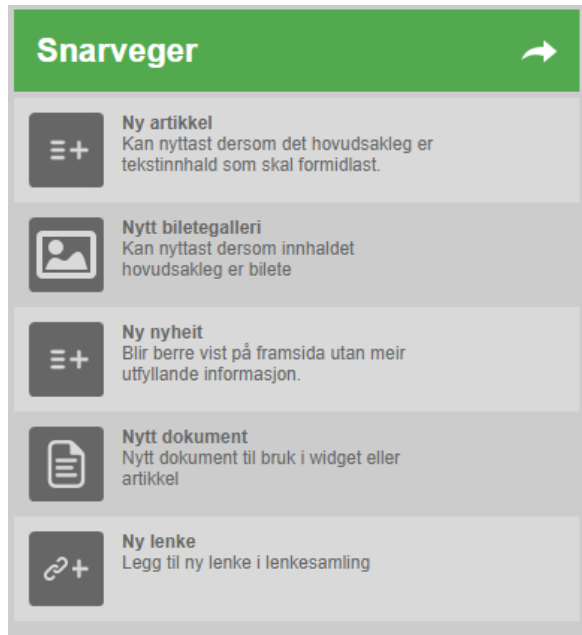 Snarveger
Ny artikkel
Kan nyttast dersom det hovudsakleg er
tekstinnhald som skal formidlast.
Nytt biletegalleri
Kan nyttast dersom innhaldet
hovudsakleg er bilete
Ny nyheit
Blir berre vist på framsida utan meir
utfyllande informasjon.
Nytt dokument
Nytt dokument til bruk i widget eller
artikkel
Ny lenke
Legg til ny lenke i lenkesamling